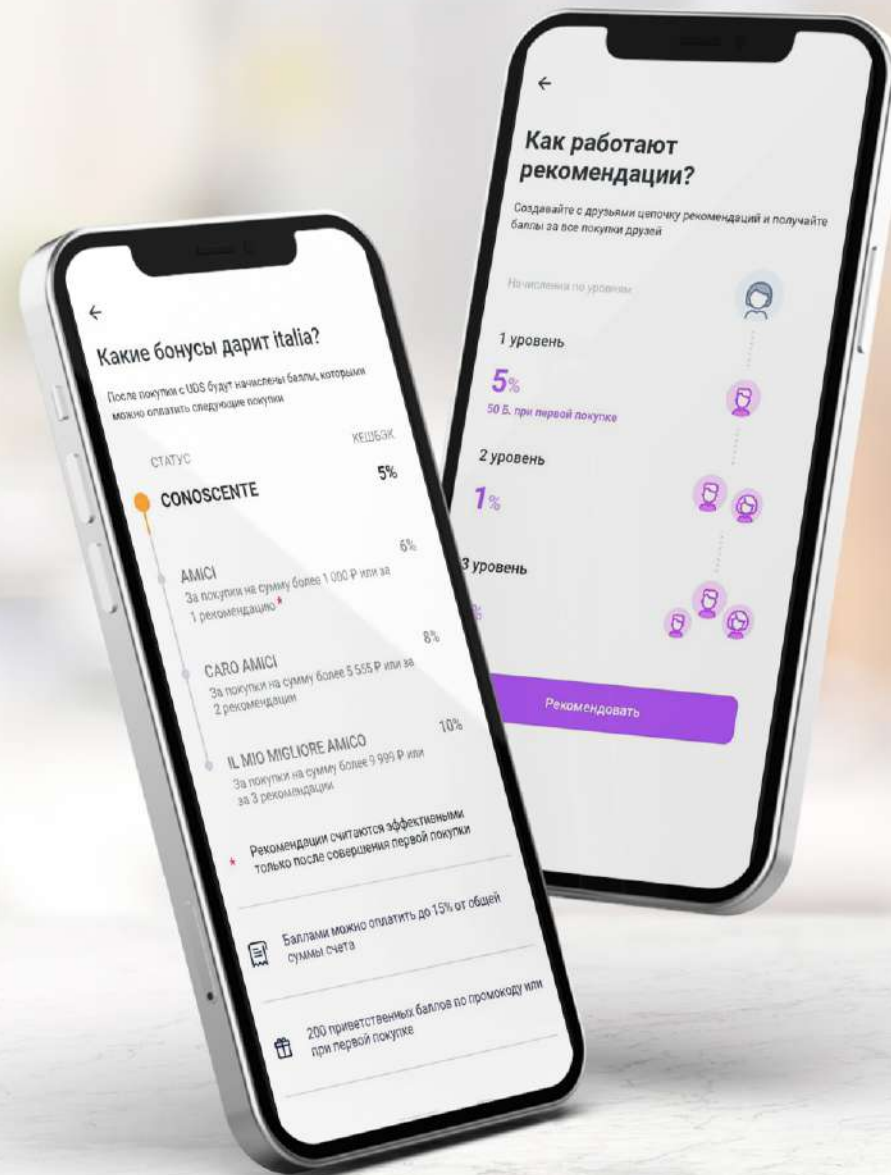 Какие бонусы дарит italia?
После покупки с UDS будут начислены баллы, которыми
можно оплатить следующие покупки
СТАТУС
КЕШБЭК
CONOSCENTE
5%
AMICI
6%
За покупки на сумму более 1 000 ₽ или за
1 рекомендацию *
CARO AMICI
8%
За покупки на сумму более 5 555 ₽ или за
2 рекомендации
IL MIO MIGLIORE AMICO
10%
За покупки на сумму более 9 999 ₽ или
за 3 рекомендации
* Рекомендации считаются эффективными
только после совершения первой покупки
Баллами можно оплатить до 15% от общей
суммы счета
200 приветственных баллов по промокоду или
при первой покупке
Как работают
рекомендации?
Создавайте с друзьями цепочку рекомендаций и получайте
баллы за все покупки друзей
Начисления по уровням
1 уровень
5%
50 Б. при первой покупке
2 уровень
1%
3 уровень
%
Рекомендовать